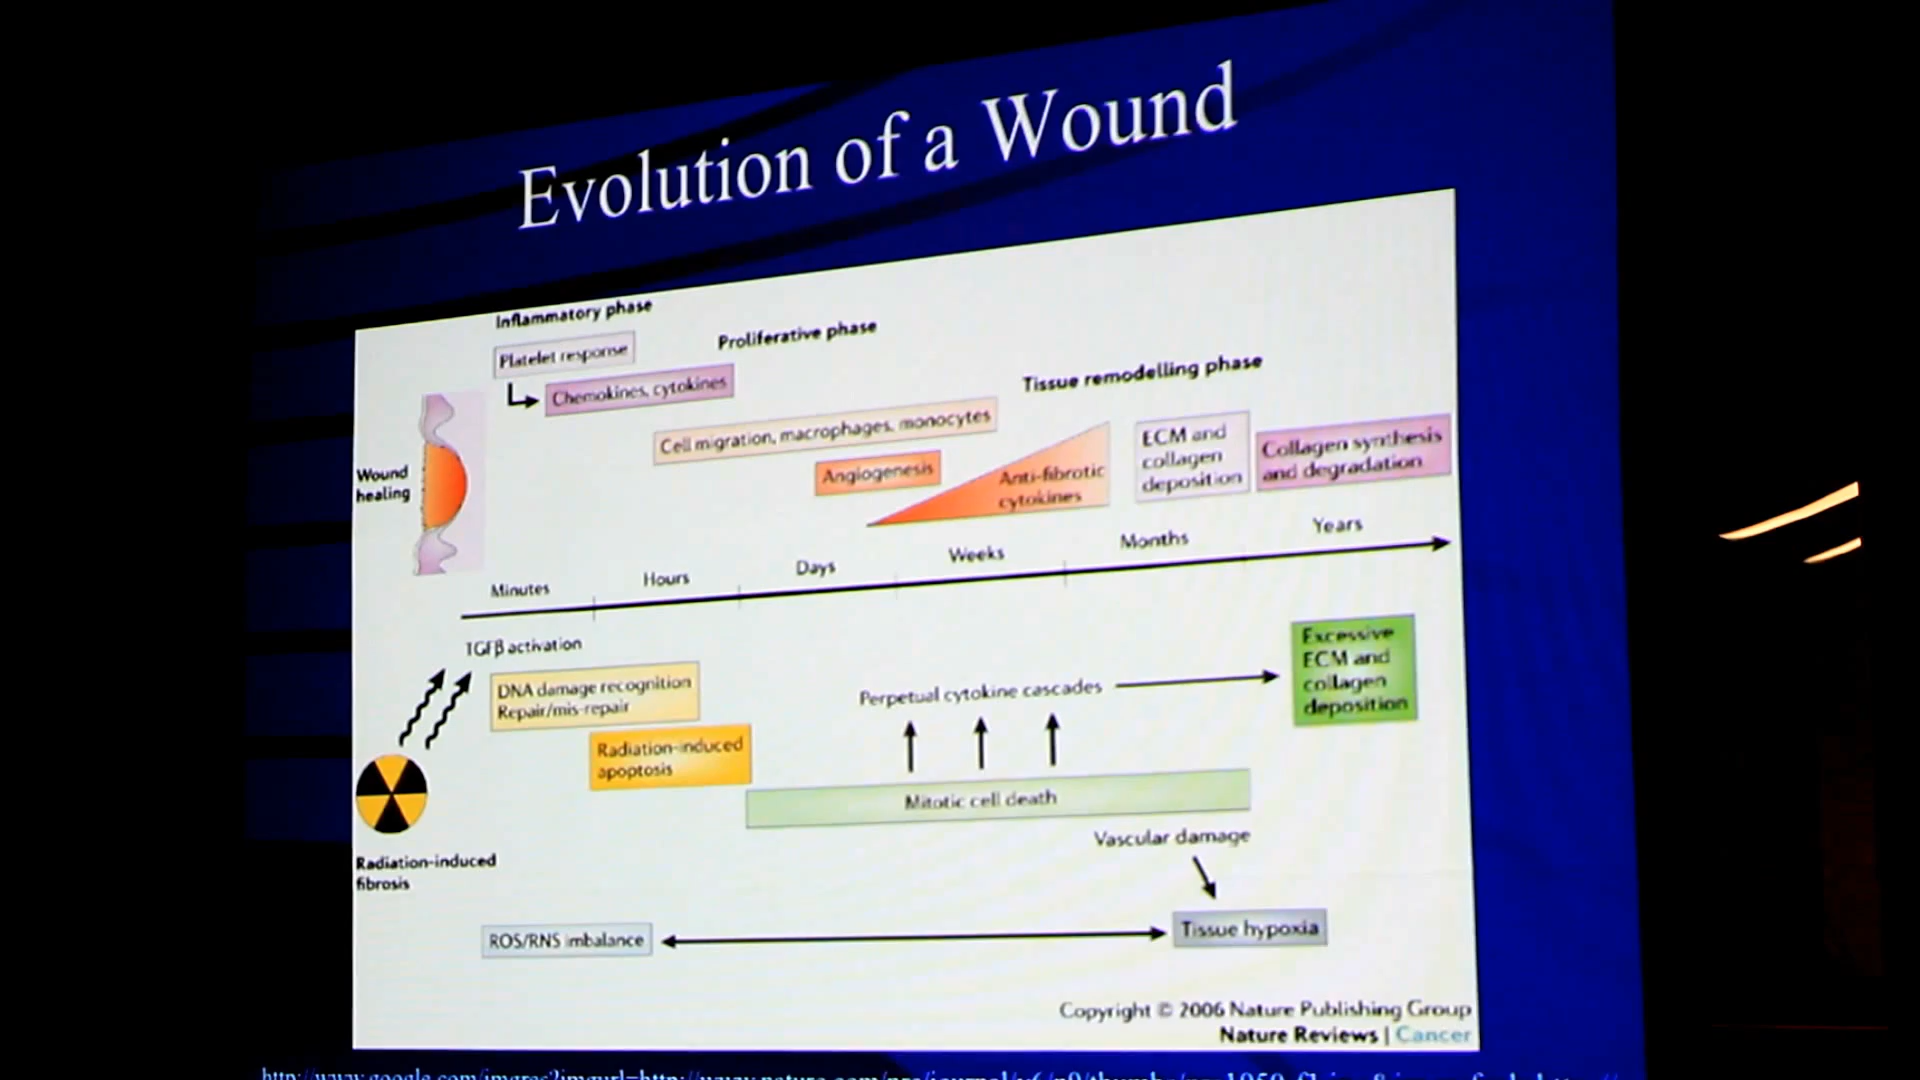 Evolution of a Wound
Inflammatory phase
Platelet response
Chemokines, cytokines
Proliferative phase
Cell migration, macrophages, monocytes
Angiogenesis
Tissue remodelling phase
Anti-fibrotic
cytokines
ECM and
collagen
deposition
Collagen synthesis
and degradation
Wound
healing
Minutes
Hours
Days
Weeks
Months
Years
TGFβ activation
DNA damage recognition
Repair/mis-repair
Radiation-induced
apoptosis
Perpetual cytokine cascades
Excessive
ECM and
collagen
deposition
Mitotic cell death
Vascular damage
Radiation-induced
fibrosis
ROS/RNS imbalance
Tissue hypoxia
Copyright © 2006 Nature Publishing Group
Nature Reviews | Cancer